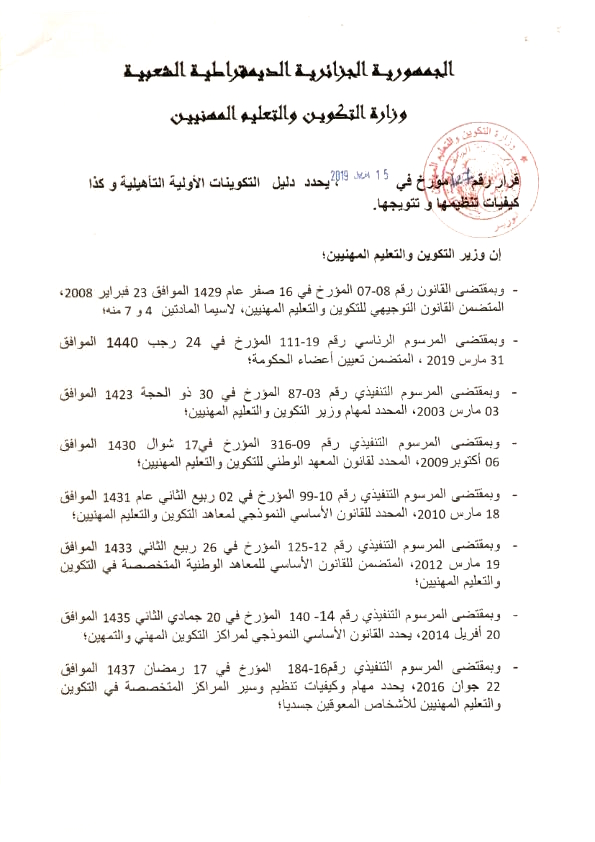 الجمهورية الجزائرية الديمقراطية الشعبية
وزارة التكوين والتعليم المهنيين
قرار رقم 127 مؤرخ في 15 أفريل 2019، يحدد دليل التكوينات الأولية التأهيلية و كذا
كيفيات تنظيمها و تتويجها.
إن وزير التكوين والتعليم المهنيين؛
- وبمقتضى القانون رقم 08-07 المؤرخ في 16 صفر عام 1429 الموافق 23 فبراير 2008،
المتضمن القانون التوجيهي للتكوين والتعليم المهنيين، لاسيما المادتين 4 و 7 منه؛
- وبمقتضى المرسوم الرئاسي رقم 19-111 المؤرخ في 24 رجب 1440 الموافق
31 مارس 2019 ، المتضمن تعيين أعضاء الحكومة؛
- وبمقتضى المرسوم التنفيذي رقم 03-87 المؤرخ في 30 ذو الحجة 1423 الموافق
03 مارس 2003، المحدد لمهام وزير التكوين والتعليم المهنيين؛
- وبمقتضى المرسوم التنفيذي رقم 09-316 المؤرخ في17 شوال 1430 الموافق
06 أكتوبر2009، المحدد لقانون المعهد الوطني للتكوين والتعليم المهنيين؛
- وبمقتضى المرسوم التنفيذي رقم 10-99 المؤرخ في 02 ربيع الثاني عام 1431 الموافق
18 مارس 2010، المحدد للقانون الأساسي النموذجي لمعاهد التكوين والتعليم المهنيين؛
- وبمقتضى المرسوم التنفيذي رقم 12-125 المؤرخ في 26 ربيع الثاني 1433 الموافق
19 مارس 2012، المتضمن للقانون الأساسي للمعاهد الوطنية المتخصصة في التكوين
والتعليم المهنيين؛
- وبمقتضى المرسوم التنفيذي رقم 14- 140 المؤرخ في 20 جمادي الثاني 1435 الموافق
20 أفريل 2014، يحدد القانون الأساسي النموذجي لمراكز التكوين المهني والتمهين؛
- وبمقتضى المرسوم التنفيذي رقم16-184 المؤرخ في 17 رمضان 1437 الموافق
22 جوان 2016، يحدد مهام وكيفيات تنظيم وسير المراكز المتخصصة في التكوين
والتعليم المهنيين للأشخاص المعوقين جسديا؛